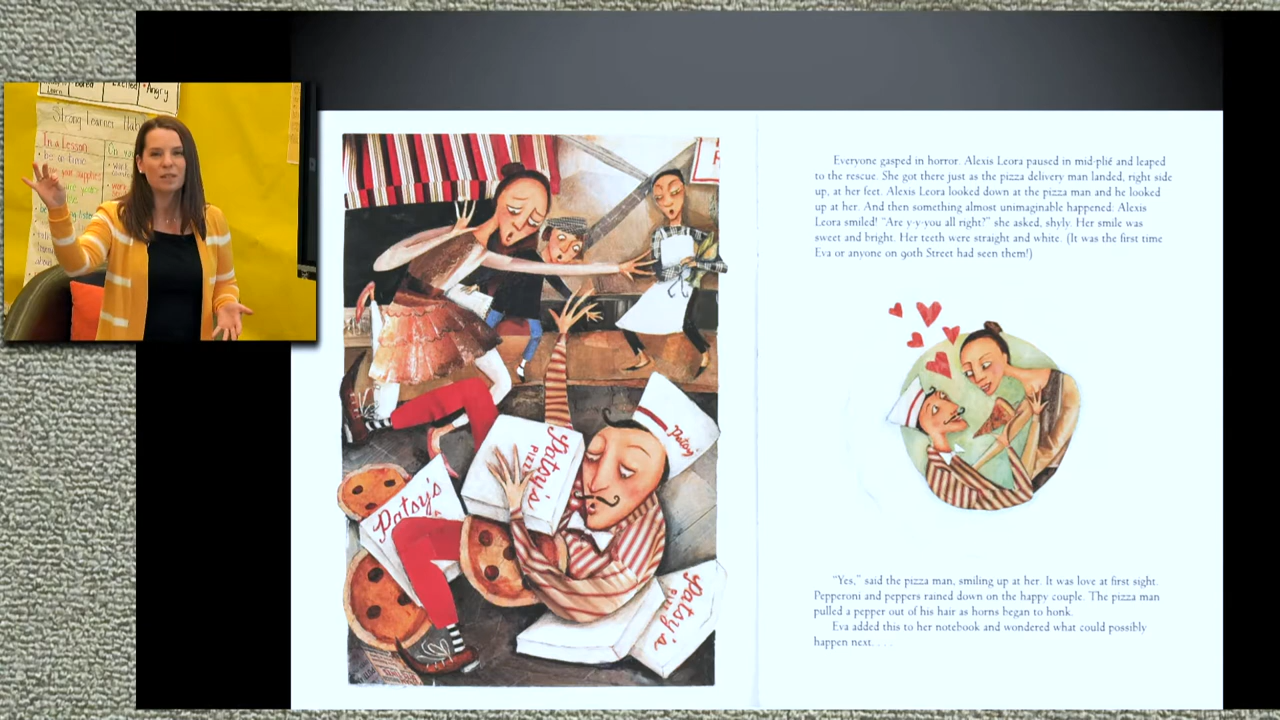 Bored
Excited
Angry
Strong Learner
In a Lesson
be on time
Patsy's
Patsy's
PIZZ
Patsy's
Patsy's
Everyone gasped in horror. Alexis Leora paused in mid-plié and leaped
to the rescue. She got there just as the pizza delivery man landed, right side
up, at her feet. Alexis Leora looked down at the pizza man and he looked
up at her. And then something almost unimaginable happened. Alexis
Leora smiled! “Are y-y-you all right?” she asked, shyly. Her smile was
sweet and bright. Her teeth were straight and white. (It was the first time
Eva or anyone on 90th Street had seen them!)
“Yes,” said the pizza man, smiling up at her. It was love at first sight.
Pepperoni and peppers rained down on the happy couple. The pizza man
pulled a pepper out of his hair as horns began to honk.
Eva added this to her notebook and wondered what could possibly
happen next. . . .